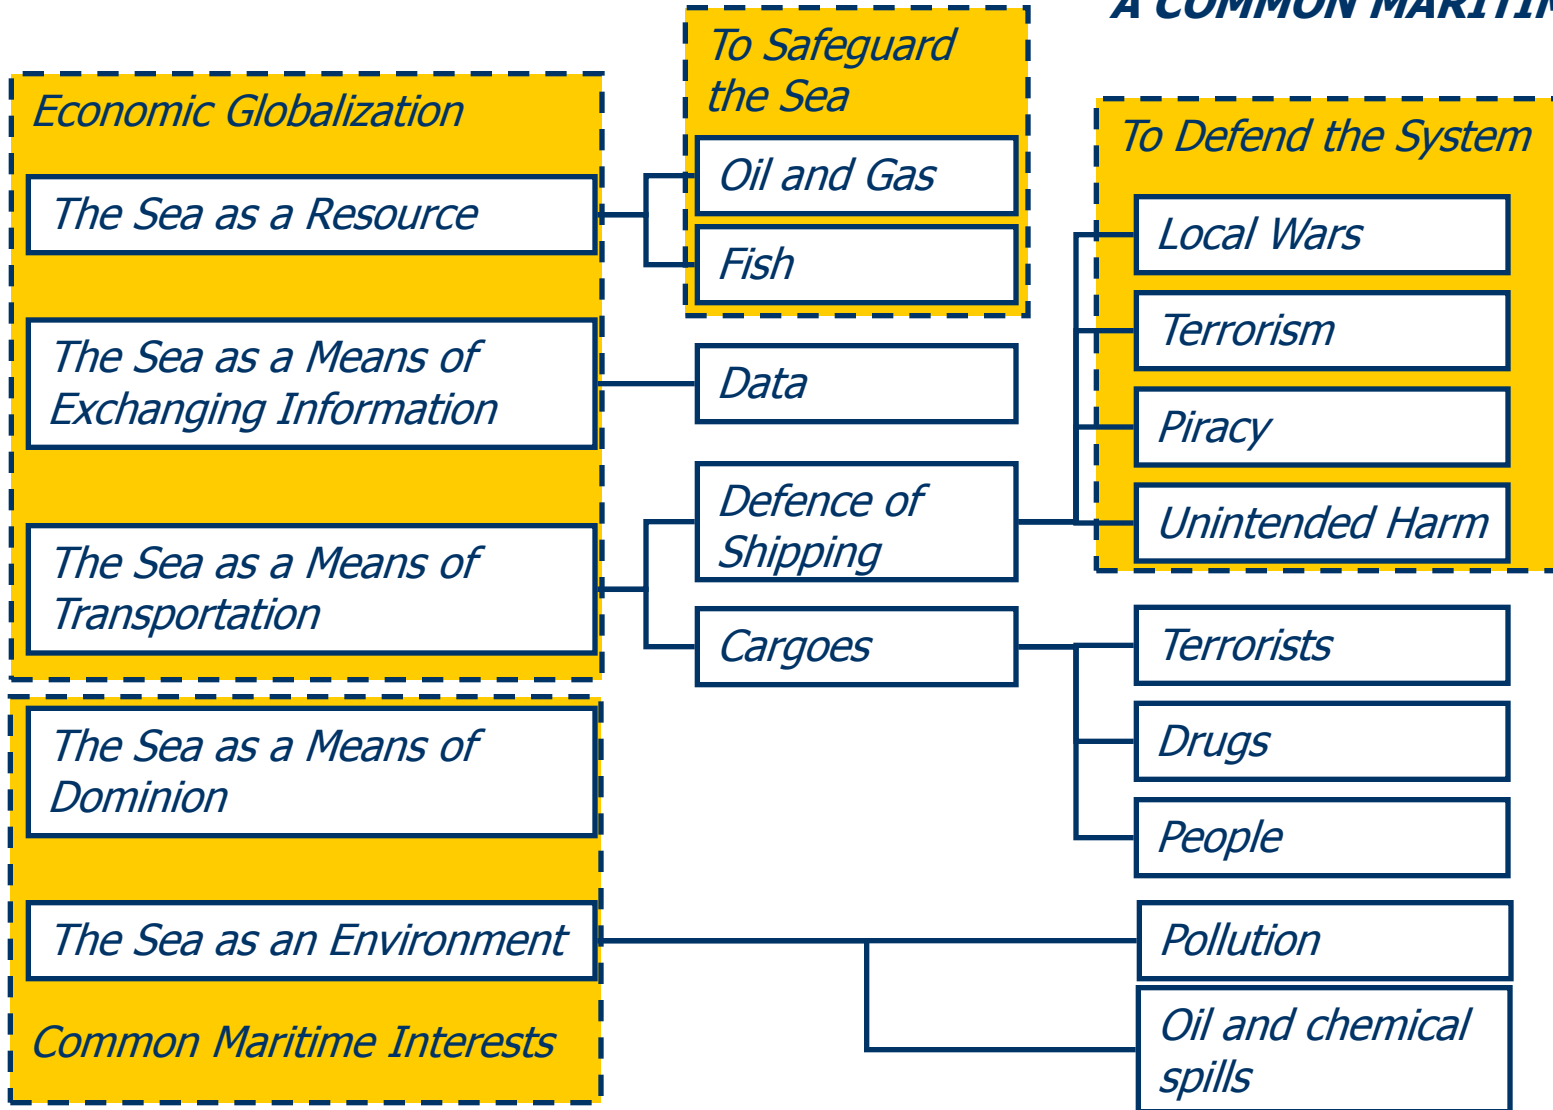 A COMMON MARITIM
To Safeguard
the Sea
Economic Globalization
To Defend the System
Oil and Gas
The Sea as a Resource
Local Wars
Fish
Terrorism
The Sea as a Means of
Exchanging Information
Data
Piracy
Defence of
Shipping
Unintended Harm
The Sea as a Means of
Transportation
Cargoes
Terrorists
The Sea as a Means of
Dominion
Drugs
People
The Sea as an Environment
Pollution
Common Maritime Interests
Oil and chemical
spills